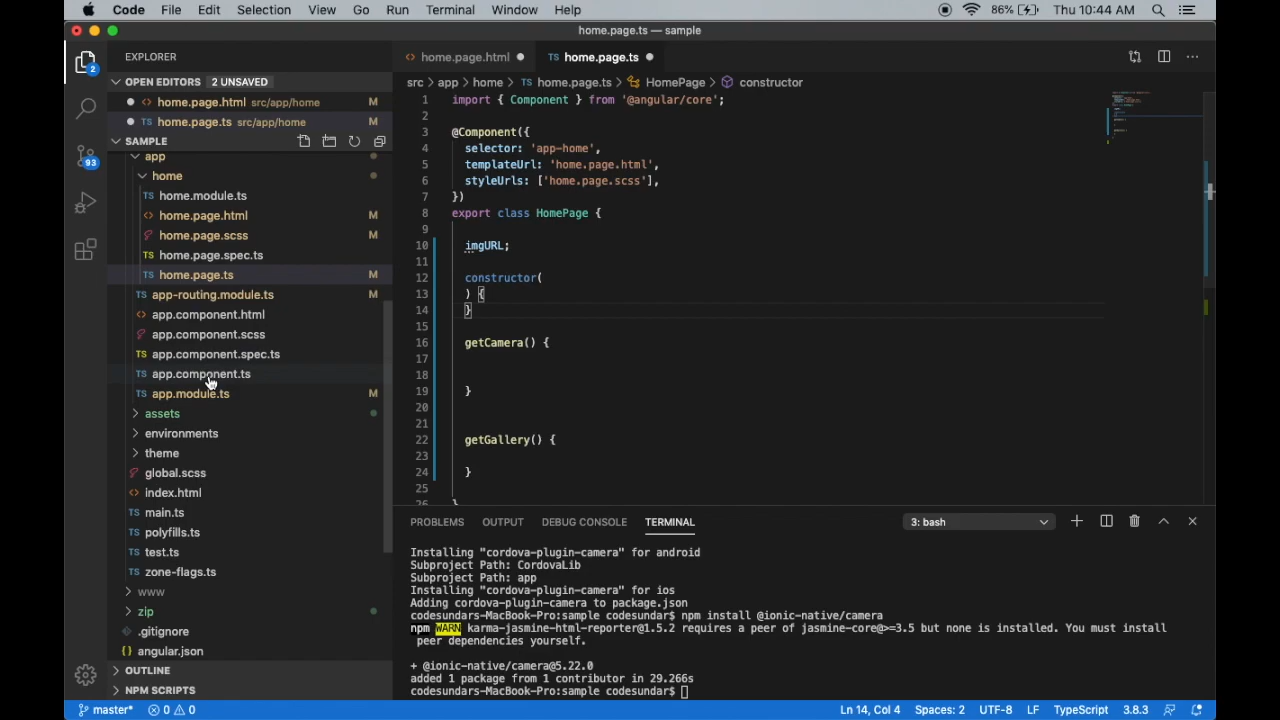 Code File Edit Selection View Go Run Terminal Window Help 86% Thu 10:44 AM
home.page.ts — sample
EXPLORER
OPEN EDITORS 2 UNSAVED
home.page.html src/app/home M
home.page.ts src/app/home M
SAMPLE
app
home
home.module.ts
home.page.html M
home.page.scss M
home.page.spec.ts
home.page.ts M
app-routing.module.ts M
app.component.html
app.component.scss
app.component.spec.ts
app.component.ts
app.module.ts M
assets
environments
theme
global.scss
index.html
main.ts
polyfills.ts
test.ts
zone-flags.ts
www
zip
.gitignore
angular.json
OUTLINE
NPM SCRIPTS
2
93
home.page.html
TS home.page.ts
src > app > home > TS home.page.ts > HomePage > constructor
1 import { Component } from '@angular/core';
2
3 @Component({
4 selector: 'app-home',
5 templateUrl: 'home.page.html',
6 styleUrls: ['home.page.scss'],
7 })
8 export class HomePage {
9
10 imgURL;
11
12 constructor(
13 ) {
14 }
15
16 getCamera() {
17
18
19 }
20
21
22 getGallery() {
23
24 }
25
26 }
PROBLEMS OUTPUT DEBUG CONSOLE TERMINAL 3: bash
Installing "cordova-plugin-camera" for android
Subproject Path: CordovaLib
Subproject Path: app
Installing "cordova-plugin-camera" for ios
Adding cordova-plugin-camera to package.json
codesundars-MacBook-Pro:sample codesundar$ npm install @ionic-native/camera
npm WARN karma-jasmine-html-reporter@1.5.2 requires a peer of jasmine-core@>=3.5 but none is installed. You must install
peer dependencies yourself.
+ @ionic-native/camera@5.22.0
added 1 package from 1 contributor in 29.266s
codesundars-MacBook-Pro:sample codesundar$
master* 0 0 Ln 14, Col 4 Spaces: 2 UTF-8 LF TypeScript 3.8.3